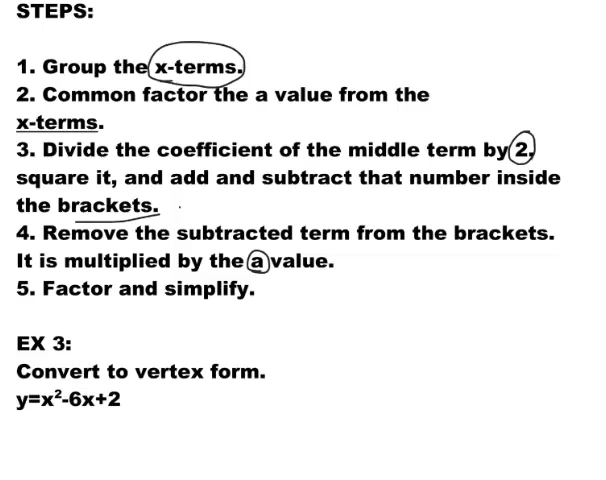 STEPS:
1. Group the x-terms.
2. Common factor the a value from the
x-terms.
3. Divide the coefficient of the middle term by 2,
square it, and add and subtract that number inside
the brackets.
4. Remove the subtracted term from the brackets.
It is multiplied by the a value.
5. Factor and simplify.
EX 3:
Convert to vertex form.
y=x²-6x+2